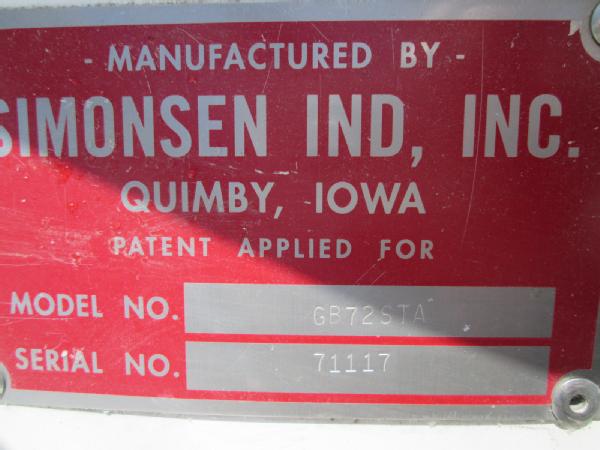 - MANUFACTURED BY -
SIMONSEN IND, INC.
QUIMBY, IOWA
PATENT APPLIED FOR
MODEL NO. GB72STA
SERIAL NO. 71117